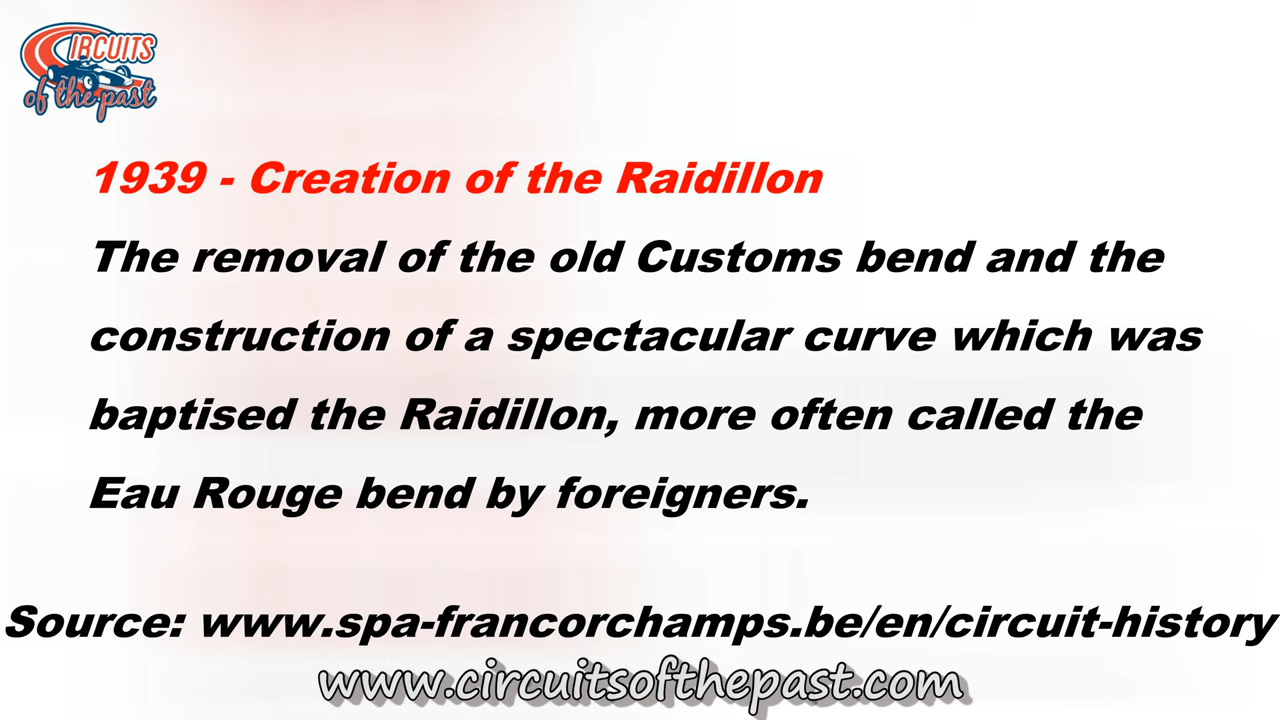 CIRCUITS
of the past
1939 - Creation of the Raidillon
The removal of the old Customs bend and the
construction of a spectacular curve which was
baptised the Raidillon, more often called the
Eau Rouge bend by foreigners.
Source: www.spa-francorchamps.be/en/circuit-history
www.circuitsofthepast.com